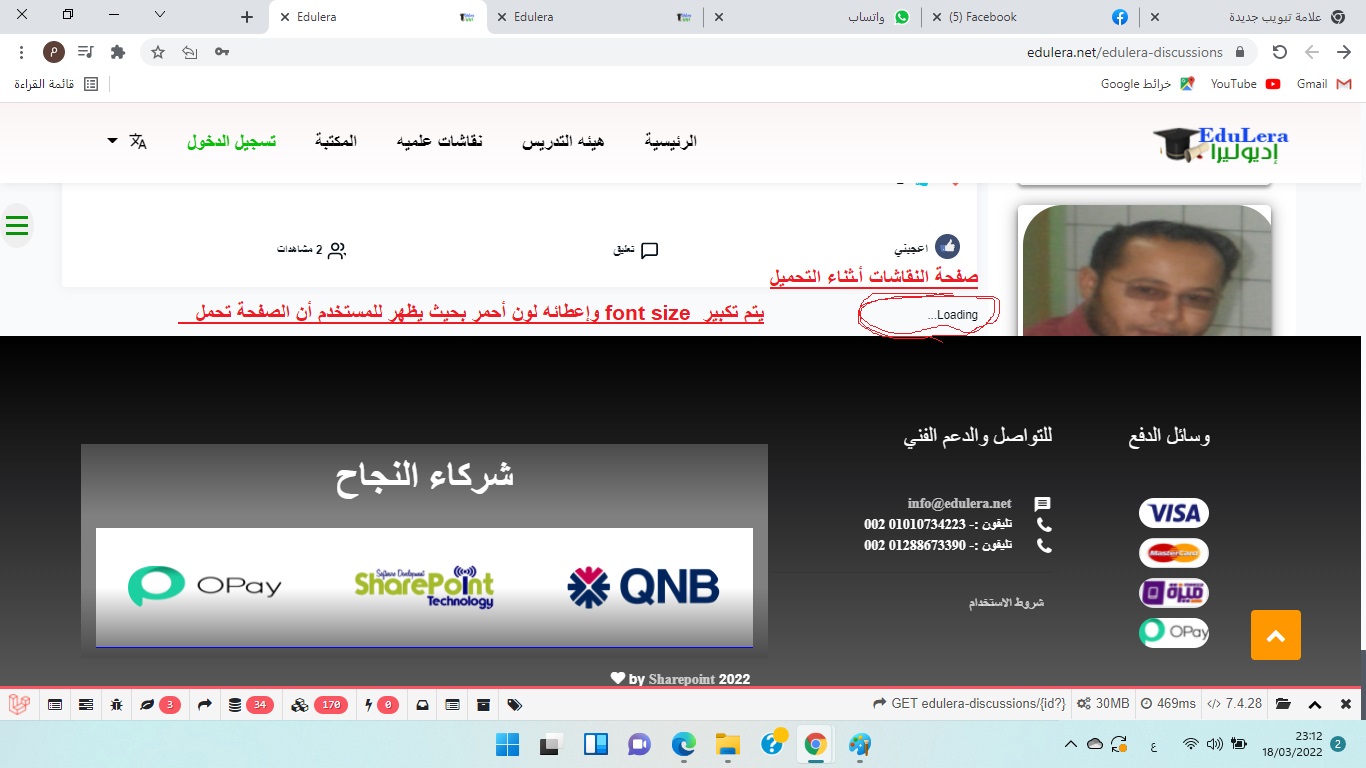 علامة تبويب جديدة
(5) Facebook
واتساب
Edulera
Edulera
edulera.net/edulera-discussions
Gmail
YouTube
خرائط Google
قائمة القراءة
EduLera
إديوليرا
الرئيسية
هيئه التدريس
نقاشات علميه
المكتبة
تسجيل الدخول
اعجبني
تعليق
2 مشاهدات
صفحة النقاشات أثناء التحميل
Loading...
يتم تكبير font size وإعطائه لون أحمر بحيث يظهر للمستخدم أن الصفحة تحمل
وسائل الدفع
VISA
MasterCard
OPay
للتواصل والدعم الفني
info@edulera.net
تليفون :- 01010734223 002
تليفون :- 01288673390 002
شروط الاستخدام
شركاء النجاح
QNB
Software Development
SharePoint
Technology
OPay
by Sharepoint 2022
3
34
170
0
GET edulera-discussions/{id?}
30MB
469ms
7.4.28
ع
23:12
18/03/2022
2